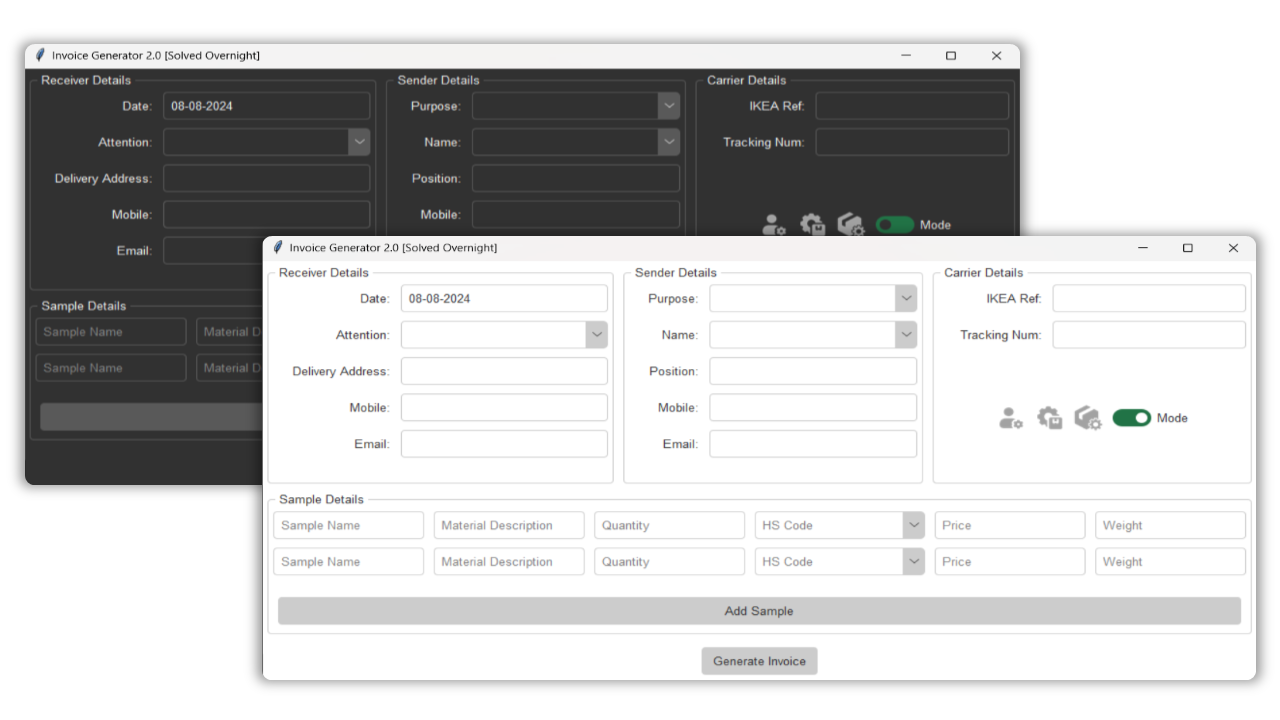 Invoice Generator 2.0 [Solved Overnight]
Receiver Details
Date: 08-08-2024
Attention:
Delivery Address:
Mobile:
Email:
Sender Details
Purpose:
Name:
Position:
Mobile:
Carrier Details
IKEA Ref:
Tracking Num:
Mode
Sample Details
Sample Name Material D
Sample Name Material D
Invoice Generator 2.0 [Solved Overnight]
Receiver Details
Date: 08-08-2024
Attention:
Delivery Address:
Mobile:
Email:
Sender Details
Purpose:
Name:
Position:
Mobile:
Email:
Carrier Details
IKEA Ref:
Tracking Num:
Mode
Sample Details
Sample Name Material Description Quantity HS Code Price Weight
Sample Name Material Description Quantity HS Code Price Weight
Add Sample
Generate Invoice